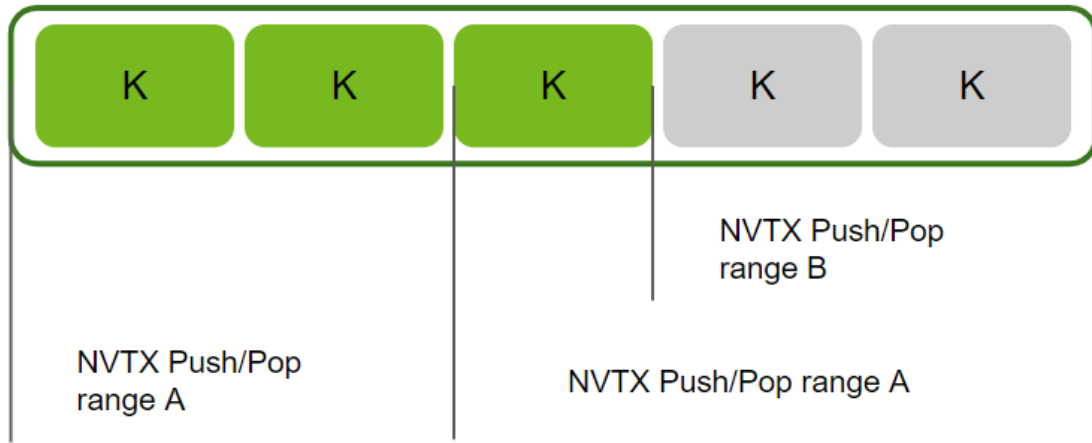 K K K K K
NVTX Push/Pop
range B
NVTX Push/Pop
range A
NVTX Push/Pop range A